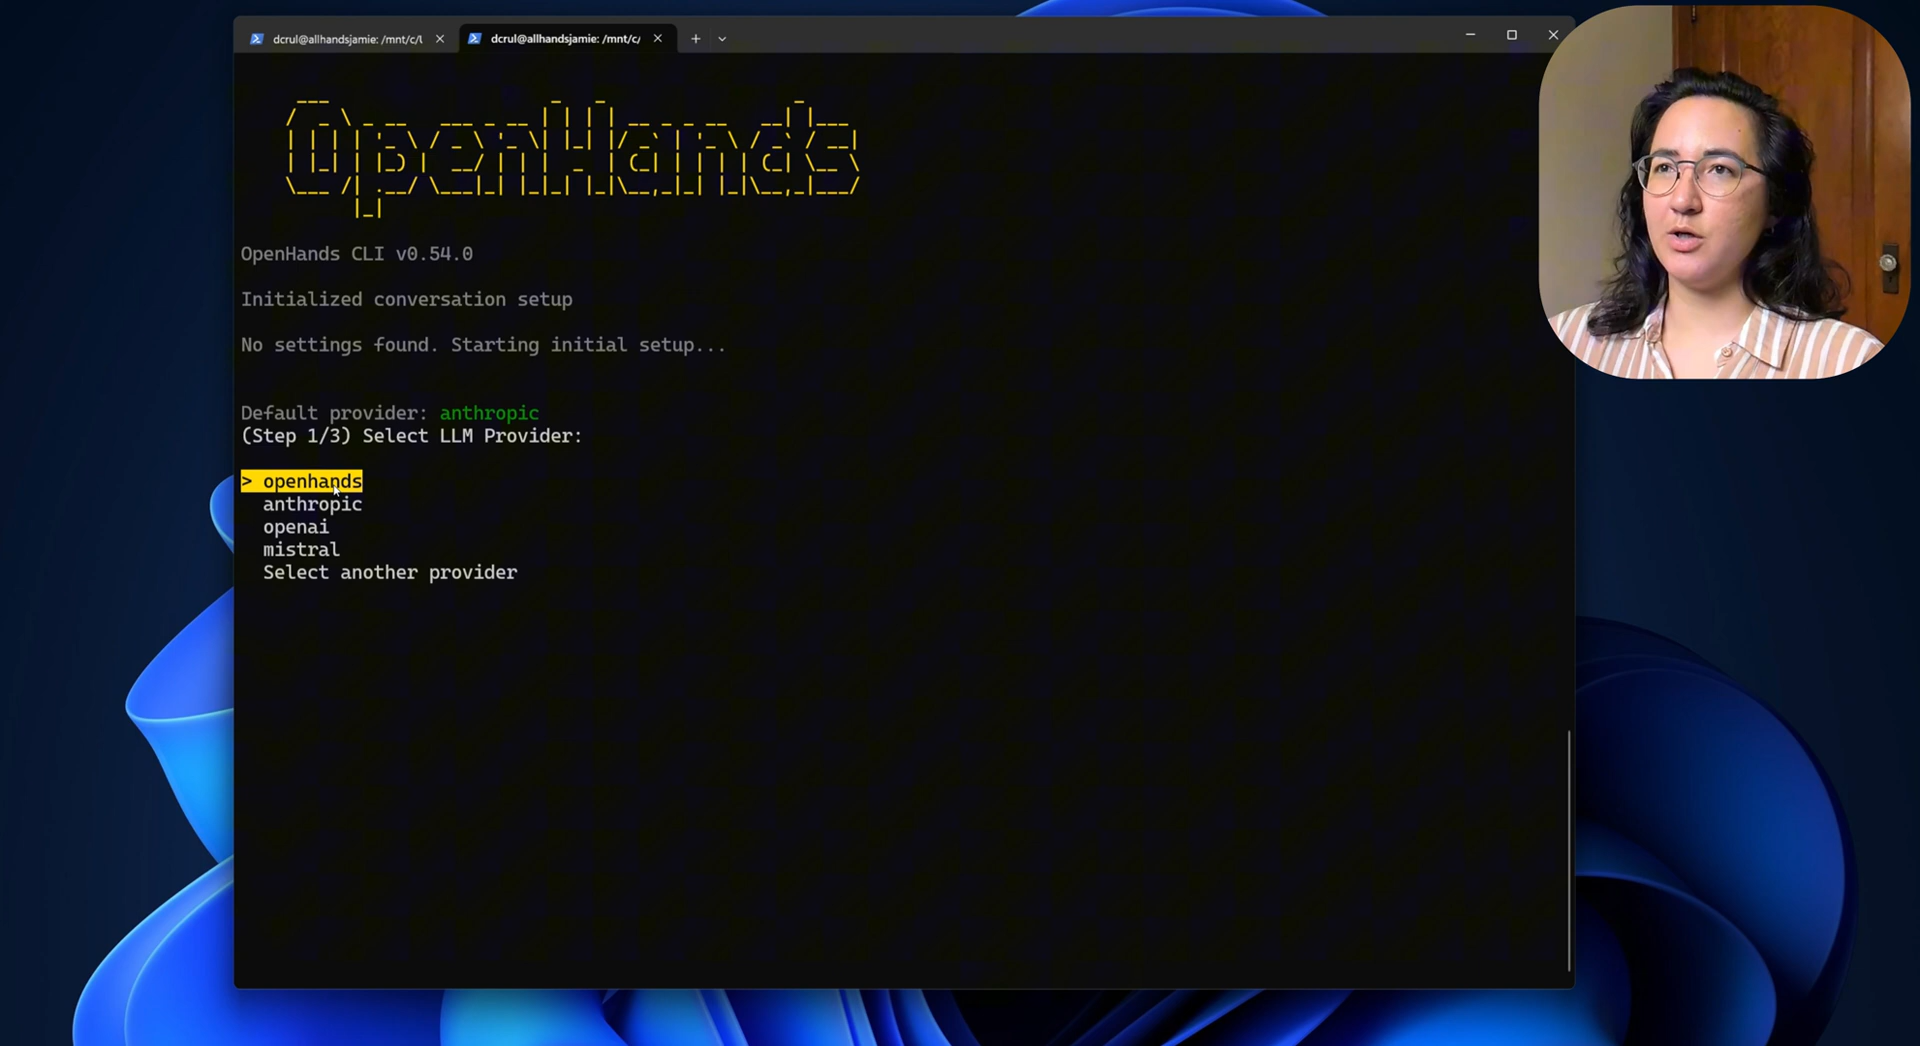 dcrul@allhandsjamie: /mnt/c/l
dcrul@allhandsjamie: /mnt/c/
OpenHands
OpenHands CLI v0.54.0
Initialized conversation setup
No settings found. Starting initial setup...
Default provider: anthropic
(Step 1/3) Select LLM Provider:
> openhands
anthropic
openai
mistral
Select another provider